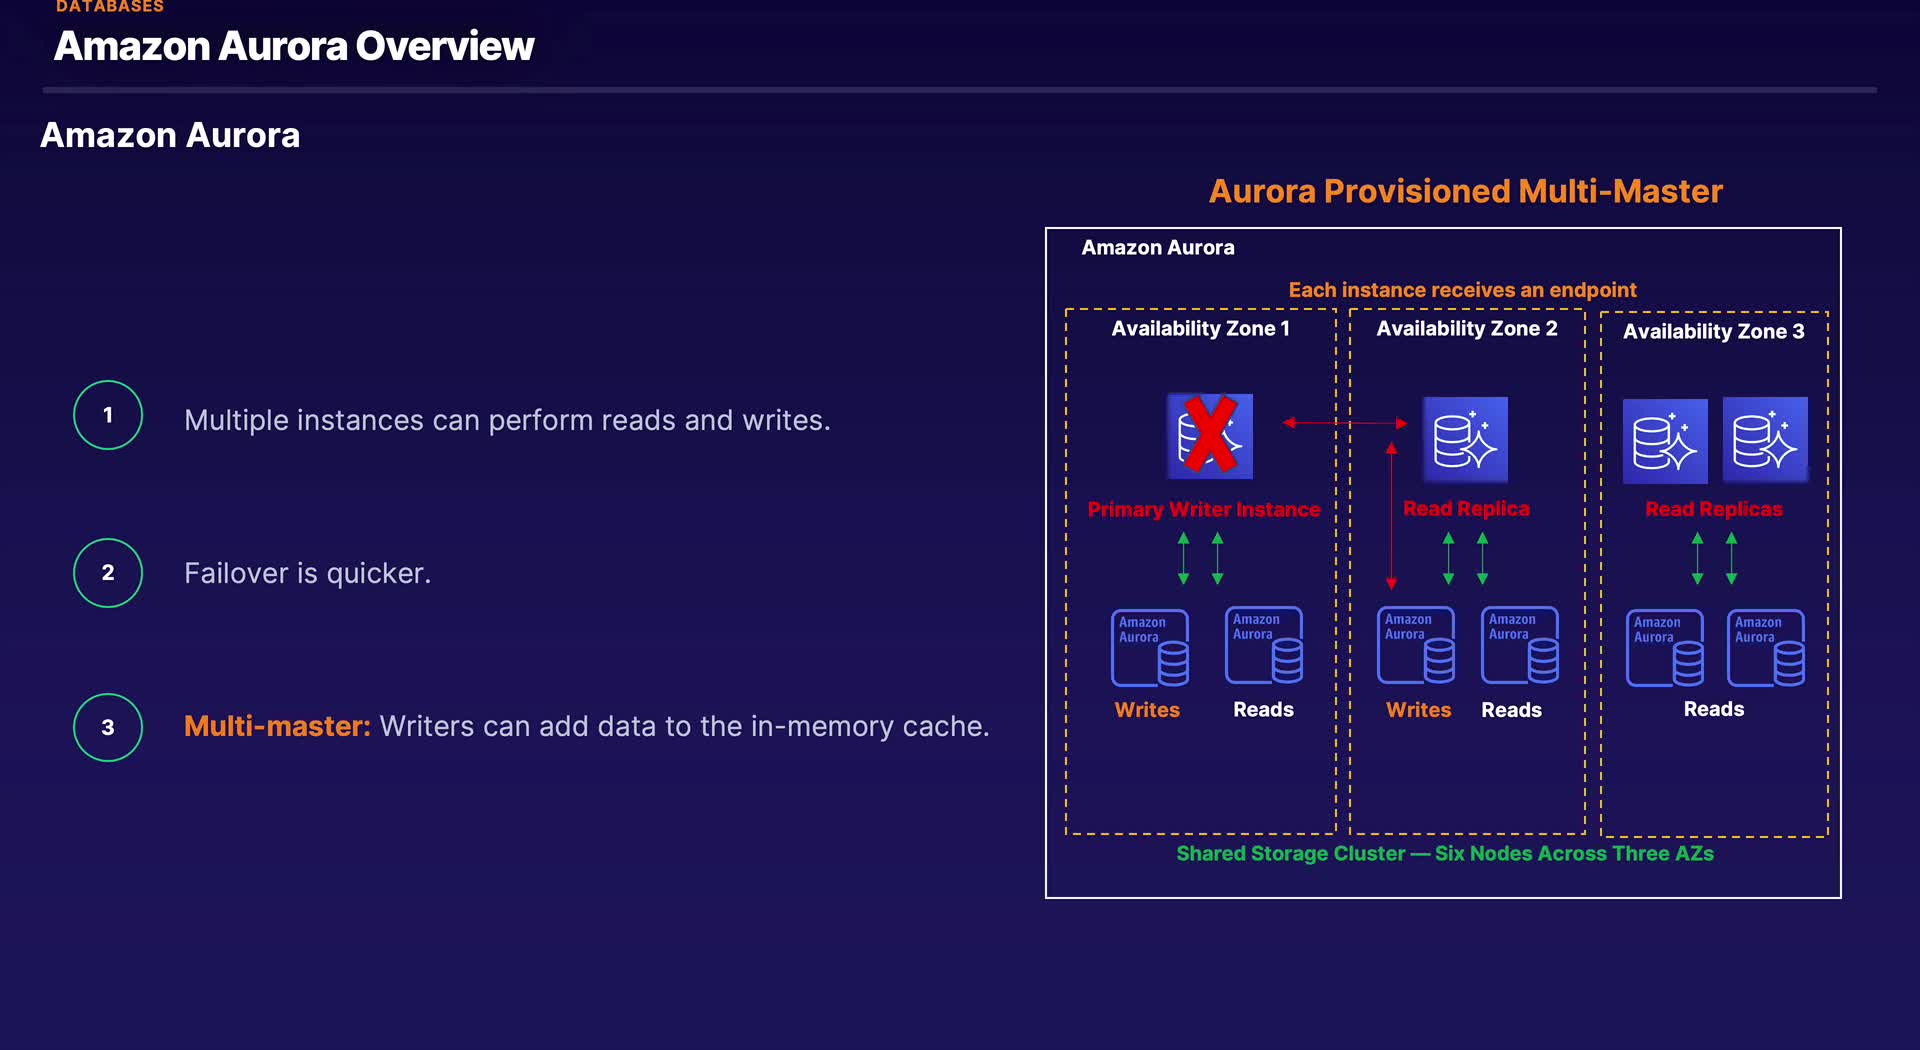 DATABASES
Amazon Aurora Overview
Amazon Aurora
1
Multiple instances can perform reads and writes.
2
Failover is quicker.
3
Multi-master: Writers can add data to the in-memory cache.
Aurora Provisioned Multi-Master
Amazon Aurora
Each instance receives an endpoint
Availability Zone 1
Availability Zone 2
Availability Zone 3
Primary Writer Instance
Read Replica
Read Replicas
Amazon
Aurora
Amazon
Aurora
Amazon
Aurora
Amazon
Aurora
Amazon
Aurora
Amazon
Aurora
Writes
Reads
Writes
Reads
Reads
Shared Storage Cluster — Six Nodes Across Three AZs